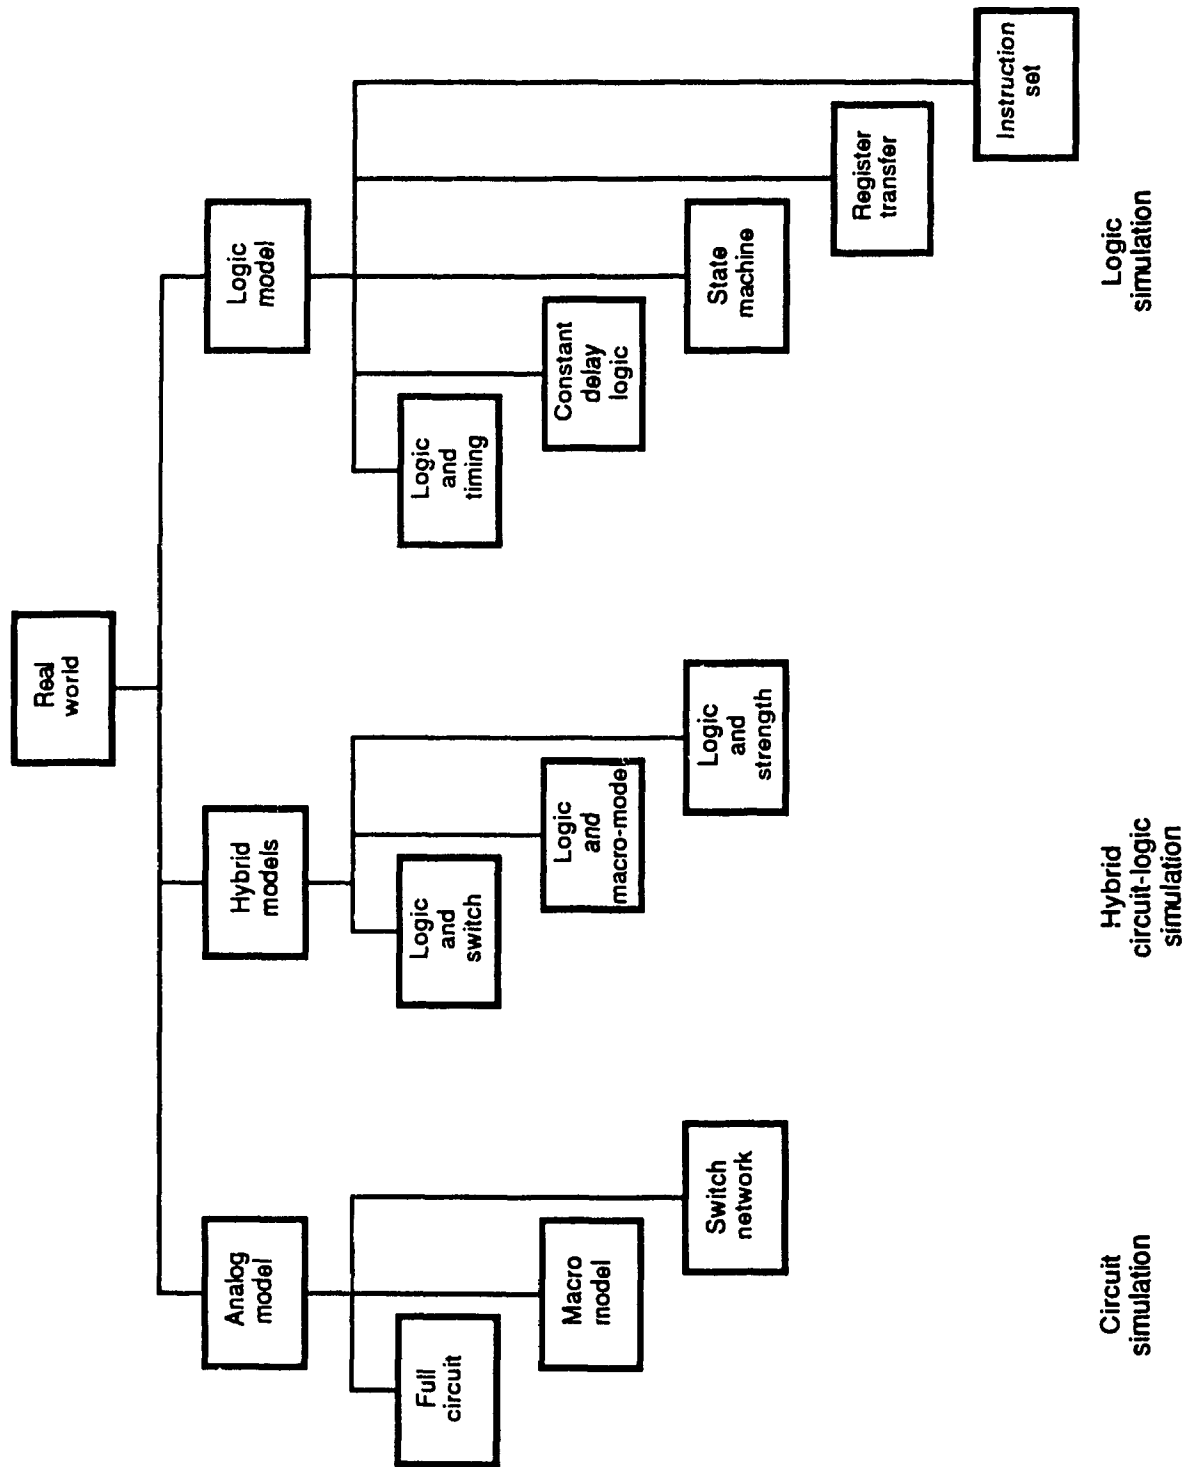 Real
world
Analog
model
Hybrid
models
Logic
model
Full
circuit
Macro
model
Switch
network
Logic
and
switch
Logic
and
macro-model
Logic
and
strength
Logic
and
timing
Constant
delay
logic
State
machine
Register
transfer
Instruction
set
Circuit
simulation
Hybrid
circuit-logic
simulation
Logic
simulation